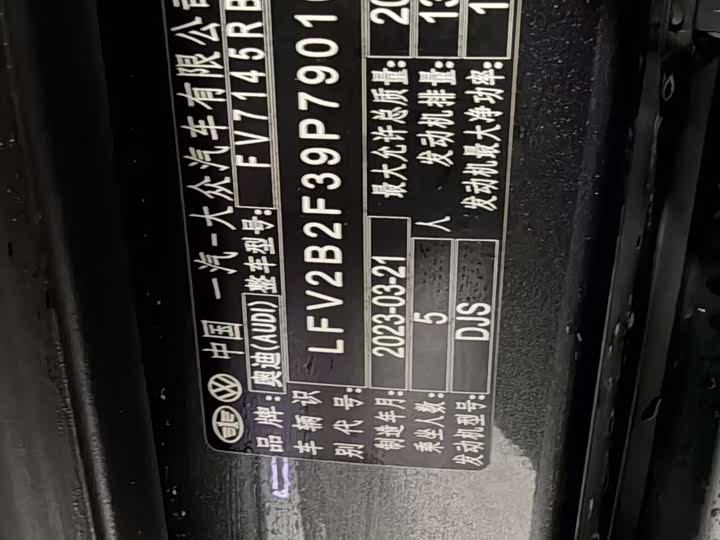 中国 一汽-大众汽车有限公司
品牌: 奥迪(AUDI) 整车型号: FV7145RB
车辆识别代号: LFV2B2F39P7901
制造年月: 2023-03-21 最大允许总质量: 20
乘坐人数: 5 人 发动机排量: 13
发动机型号: DJS 发动机最大净功率: 1